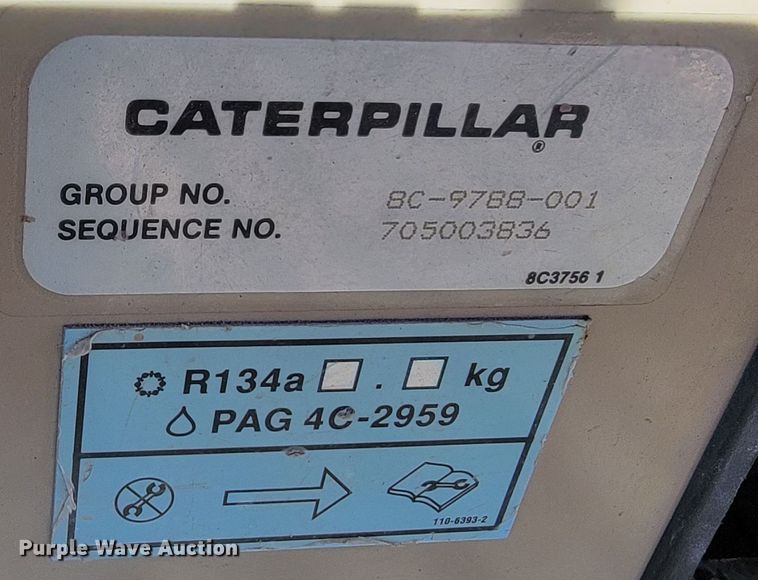 CATERPILLAR®
GROUP NO. 8C-9788-001
SEQUENCE NO. 705003836
8C3756 1
R134a . kg
PAG 4C-2959
110-6393-2
Purple Wave Auction